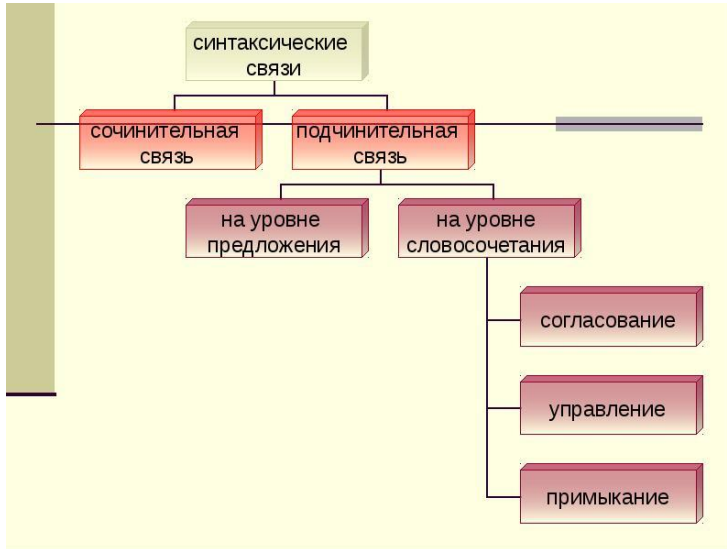 синтаксические
связи
сочинительная
связь
подчинительная
связь
на уровне
предложения
на уровне
словосочетания
согласование
управление
примыкание